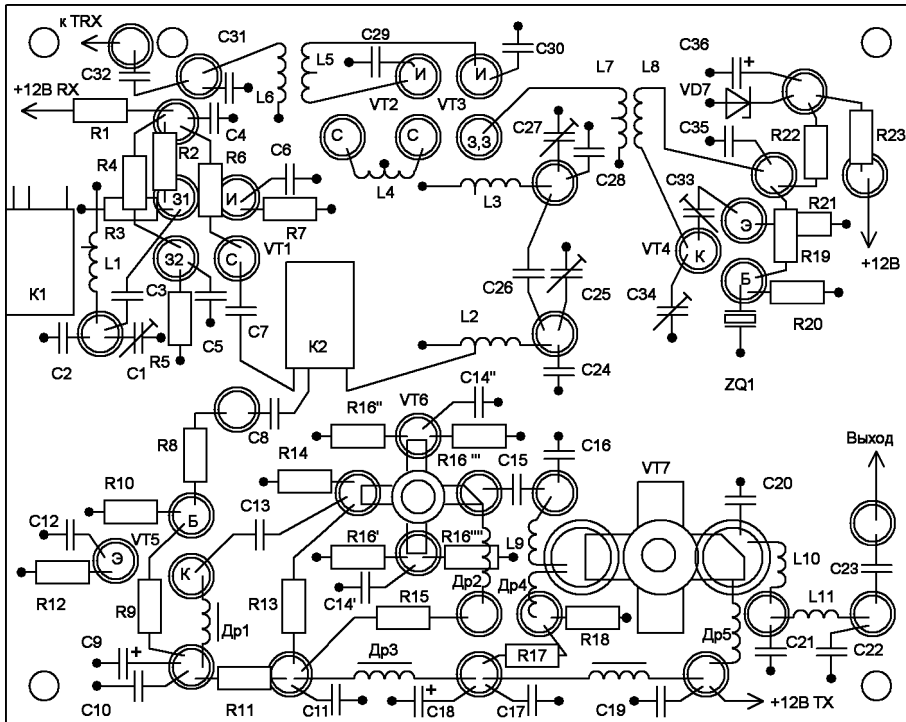 к TRX
C31
C29
C30
C36
C32
L6
L5
И
И
L7
L8
VD7
+12В RX
VT2
VT3
R1
C4
C35
R22
R23
R4
R2
R6
C6
С
С
З,З
C27
L4
C28
L3
C33
R21
З1
И
R3
R7
Э
L1
VT1
VT4
К
R19
+12В
З2
С
C3
C26
C25
Б
K1
C34
R20
C5
C7
L2
K2
C2
C1
R5
C24
ZQ1
C14"
VT6
R16"
C8
R8
Выход
R16 '''
C15
C16
R14
VT7
R10
C20
C13
C12
VT5
Б
Э
R16'
R16""
L9
L10
К
Др2
Др4
C23
R12
R9
C14'
R13
R15
L11
Др1
R18
Др5
C9
Др3
R17
C21
C22
C10
R11
C11
C18
C17
C19
+12В TX